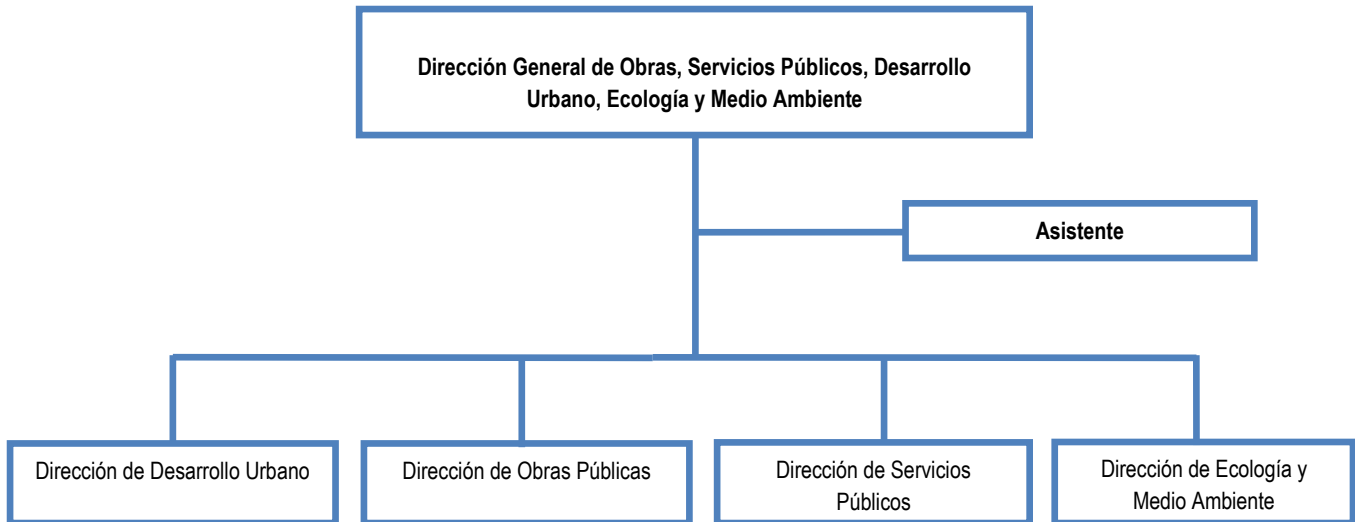 Dirección General de Obras, Servicios Públicos, Desarrollo
Urbano, Ecología y Medio Ambiente
Asistente
Dirección de Desarrollo Urbano
Dirección de Obras Públicas
Dirección de Servicios
Públicos
Dirección de Ecología y
Medio Ambiente